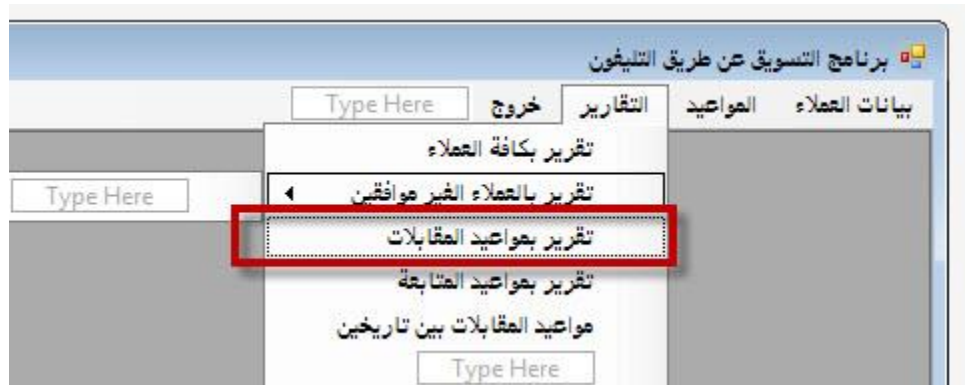 برنامج التسويق عن طريق التليفون
بيانات العملاء المواعيد التقارير خروج Type Here
تقرير بكافة العملاء
تقرير بالعملاء الغير موافقين Type Here
تقرير بمواعيد المقابلات
تقرير بمواعيد المتابعة
مواعيد المقابلات بين تاريخين
Type Here